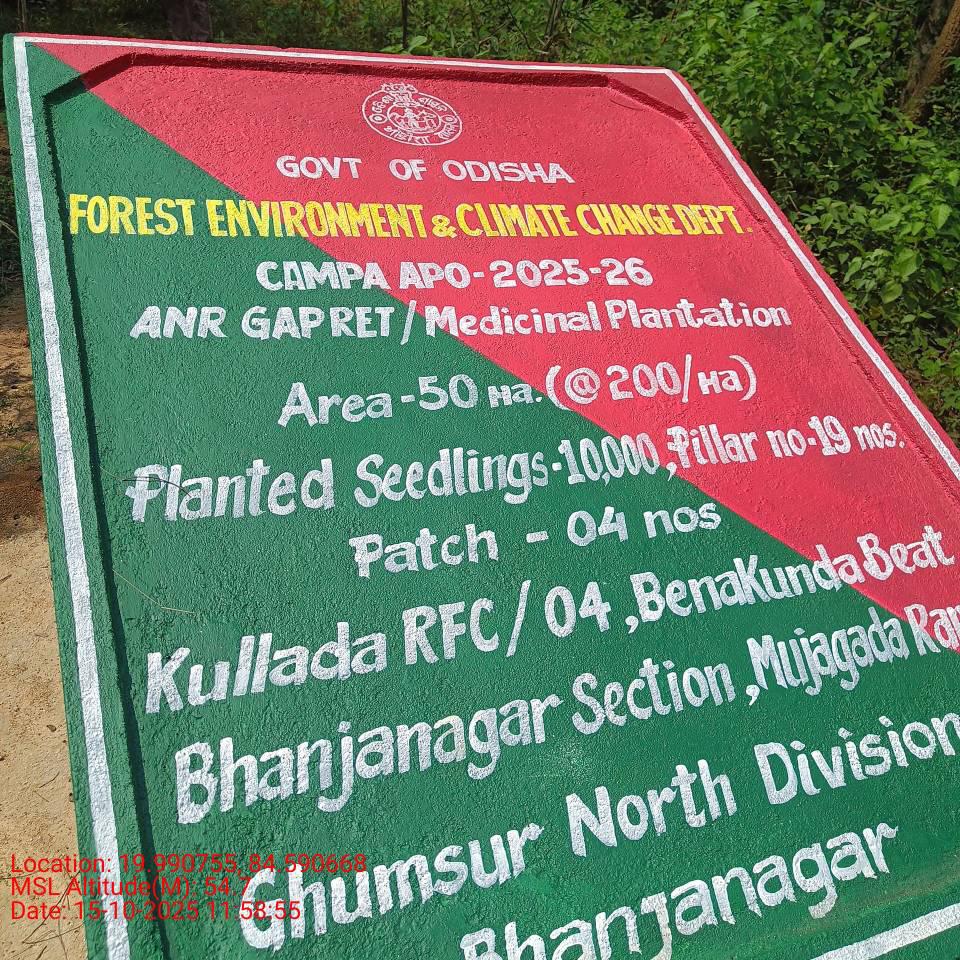 GOVT OF ODISHA
FOREST ENVIRONMENT & CLIMATE CHANGE DEPT.
CAMPA APO-2025-26
ANR GAP RET / Medicinal Plantation
Area-50 Ha. (@ 200/Ha)
Planted Seedlings-10,000, Pillar no-19 nos.
Patch - 04 nos
Kullada RFC/04, BenaKunda Beat
Bhanjanagar Section, Mujagada
Ghumsur North Division
Bhanjanagar
Location: 19.990755, 84.590668
MSL Altitude(M): 54.7
Date: 15-10-2025 11:58:55